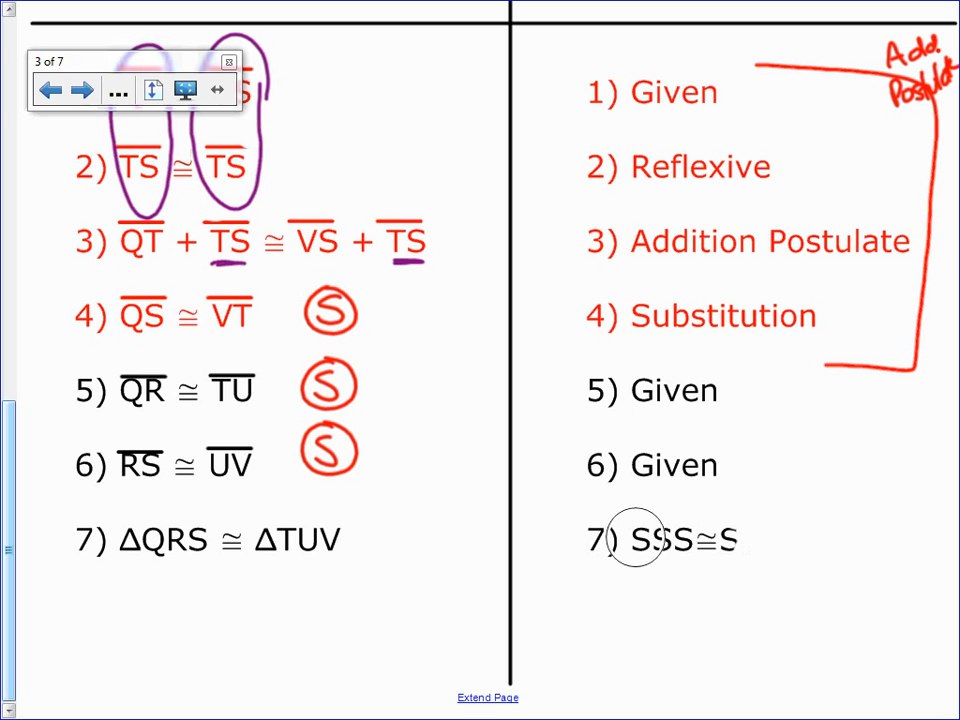 3 of 7
...
Add.
Postulate
S
1) Given
2) TS ≅ TS
2) Reflexive
3) QT + TS ≅ VS + TS
3) Addition Postulate
4) QS ≅ VT S
4) Substitution
5) QR ≅ TU S
5) Given
6) RS ≅ UV S
6) Given
7) ΔQRS ≅ ΔTUV
7) SSS≅S
Extend Page